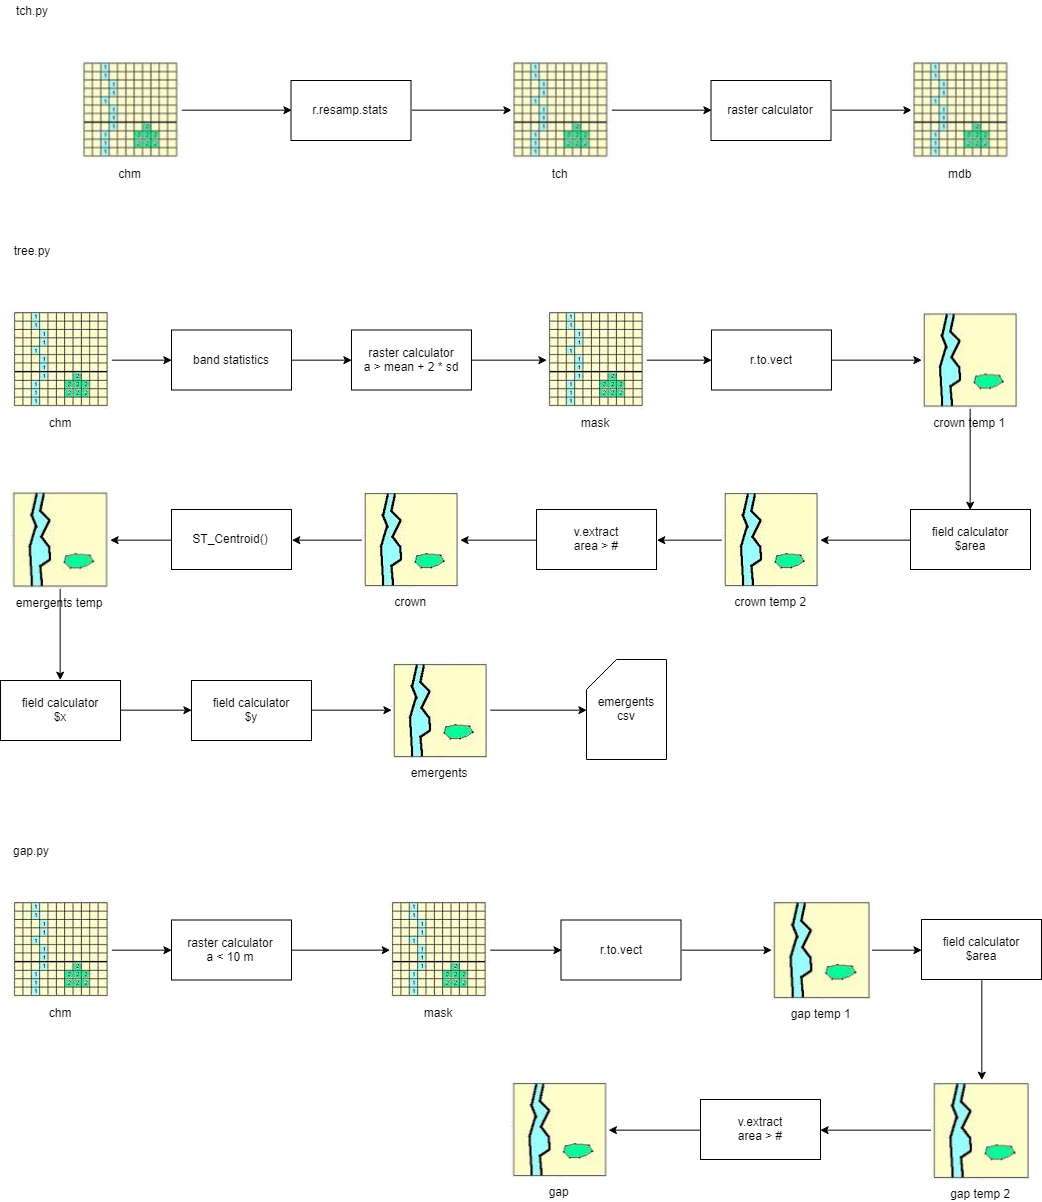 tch.py
r.resamp.stats
raster calculator
chm
tch
mdb
tree.py
band statistics
raster calculator
a > mean + 2 * sd
r.to.vect
chm
mask
crown temp 1
ST_Centroid()
v.extract
area > #
field calculator
$area
emergents temp
crown
crown temp 2
field calculator
$x
field calculator
$y
emergents
csv
emergents
gap.py
raster calculator
a < 10 m
r.to.vect
field calculator
$area
chm
mask
gap temp 1
v.extract
area > #
gap
gap temp 2